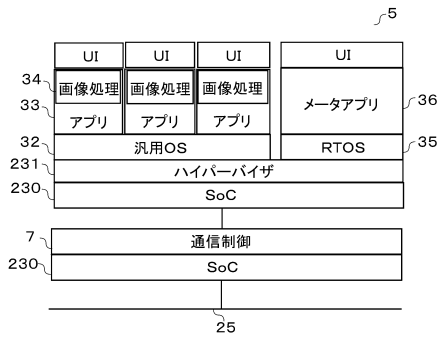 5
UI UI UI UI
34 画像処理 画像処理 画像処理
33 アプリ アプリ アプリ メータアプリ 36
32 汎用OS RTOS 35
231 ハイパーバイザ
230 SoC
7 通信制御
230 SoC
25